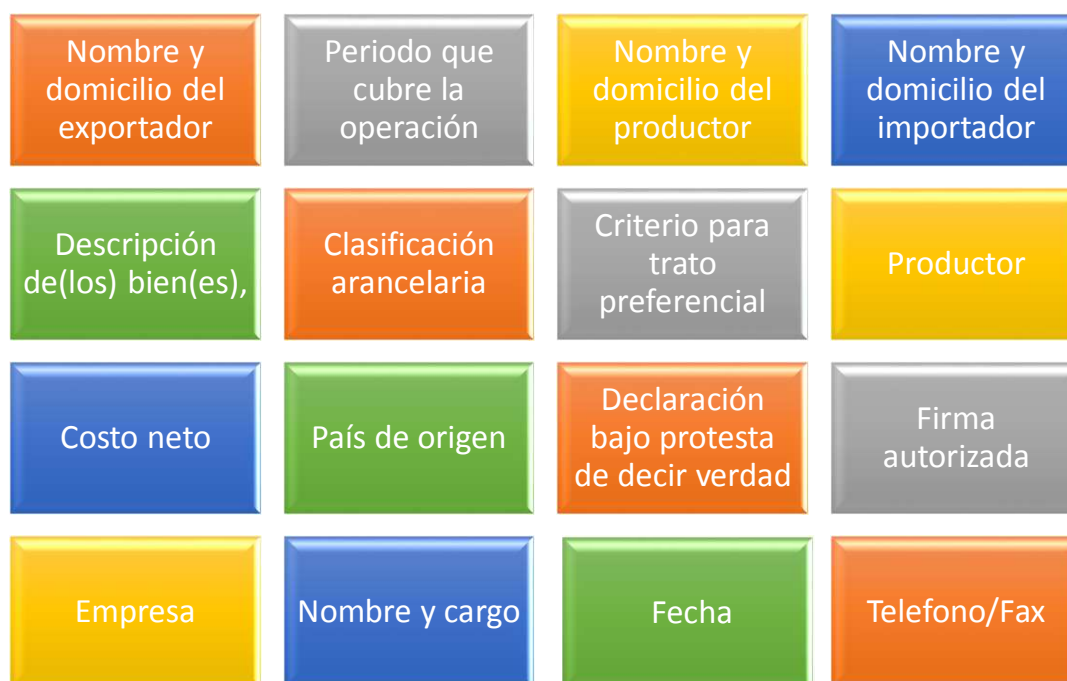 Nombre y
domicilio del
exportador
Periodo que
cubre la
operación
Nombre y
domicilio del
productor
Nombre y
domicilio del
importador
Descripción
de(los) bien(es),
Clasificación
arancelaria
Criterio para
trato
preferencial
Productor
Costo neto
País de origen
Declaración
bajo protesta
de decir verdad
Firma
autorizada
Empresa
Nombre y cargo
Fecha
Telefono/Fax